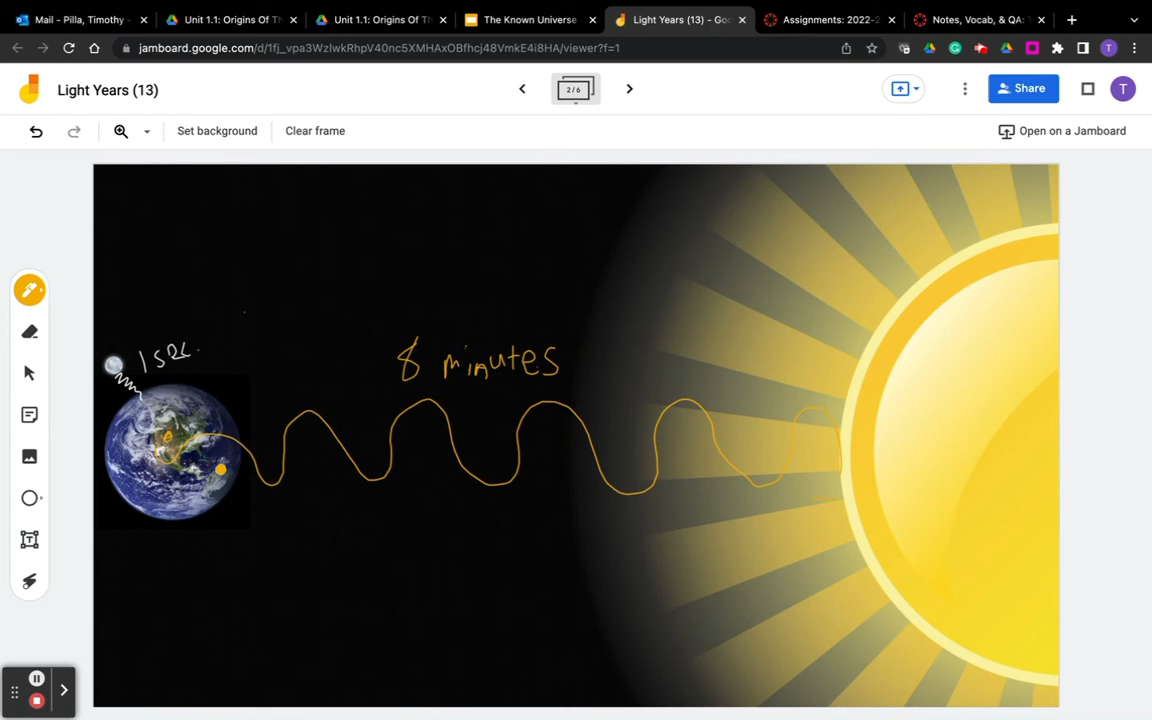 Mail - Pilla, Timothy -
Unit 1.1: Origins Of Th
Unit 1.1: Origins Of Th
The Known Universe
Light Years (13) - Goo
Assignments: 2022-2
Notes, Vocab, & QA: T
jamboard.google.com/d/1fj_vpa3WzlwkRhpV40nc5XMHAxOBfhcj48VmkE4i8HA/viewer?f=1
T
Light Years (13)
2/6
Share
T
Set background
Clear frame
Open on a Jamboard
1 sec.
8 minutes